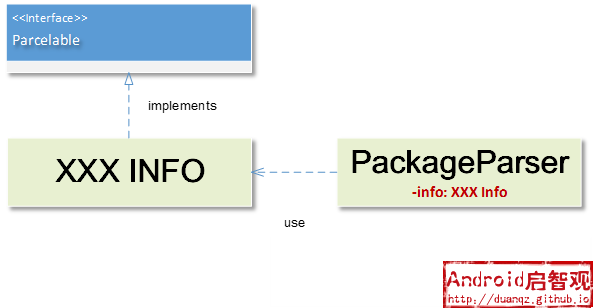 <<Interface>>
Parcelable
implements
XXX INFO
PackageParser
-info: XXX Info
use
Android启智观
http://duanqz.github.io